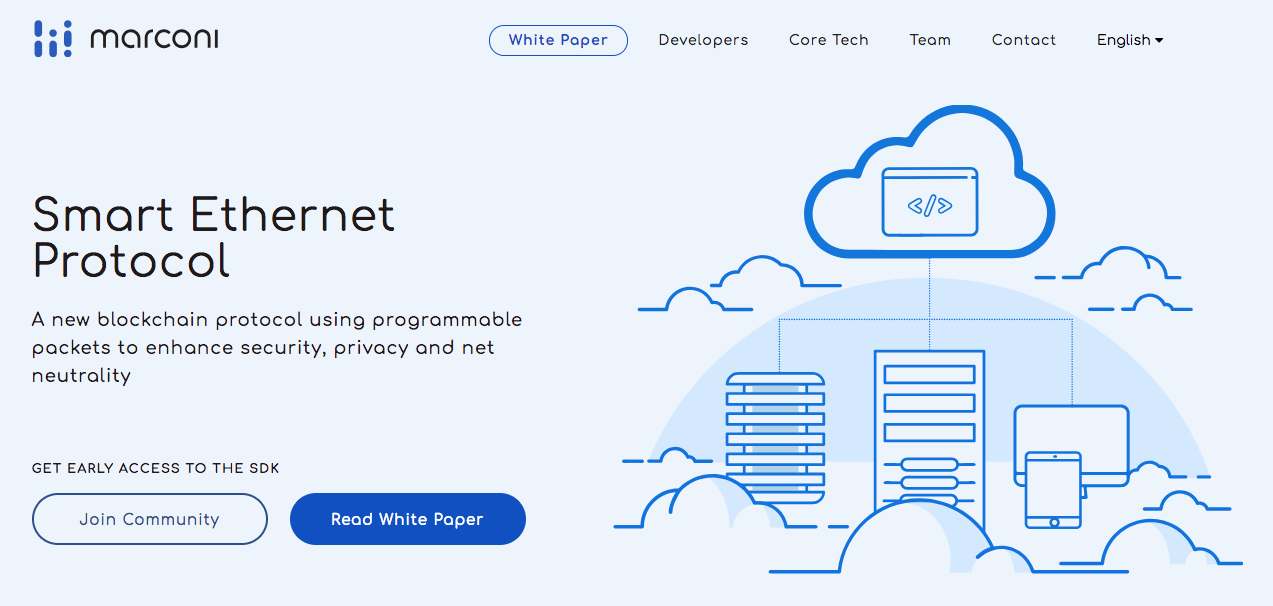 marconi
White Paper
Developers
Core Tech
Team
Contact
English
Smart Ethernet
Protocol
A new blockchain protocol using programmable
packets to enhance security, privacy and net
neutrality
GET EARLY ACCESS TO THE SDK
Join Community
Read White Paper
</>